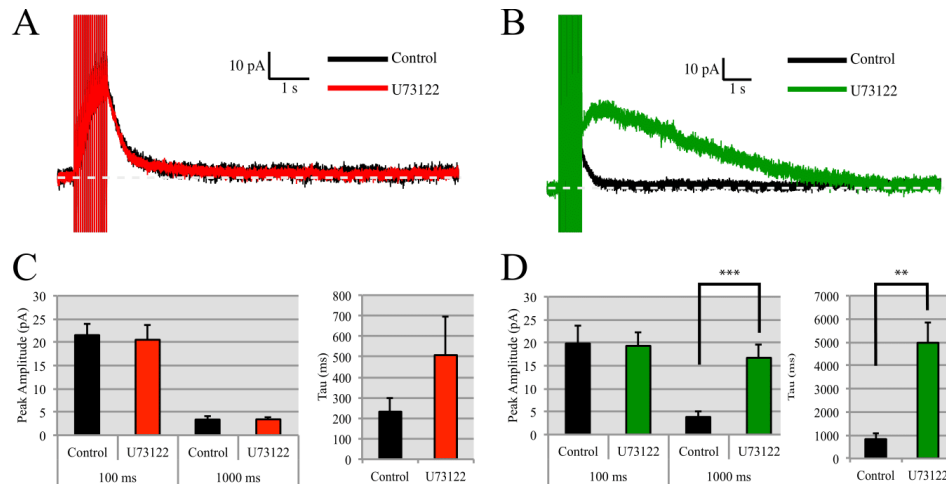 A
10 pA
1 s
Control
U73122
B
10 pA
1 s
Control
U73122
C
Peak Amplitude (pA)
30
25
20
15
10
5
0
Control
U73122
Control
U73122
100 ms
1000 ms
Tau (ms)
800
700
600
500
400
300
200
100
0
Control
U73122
D
Peak Amplitude (pA)
30
25
20
15
10
5
0
***
Control
U73122
Control
U73122
100 ms
1000 ms
Tau (ms)
7000
6000
5000
4000
3000
2000
1000
0
**
Control
U73122